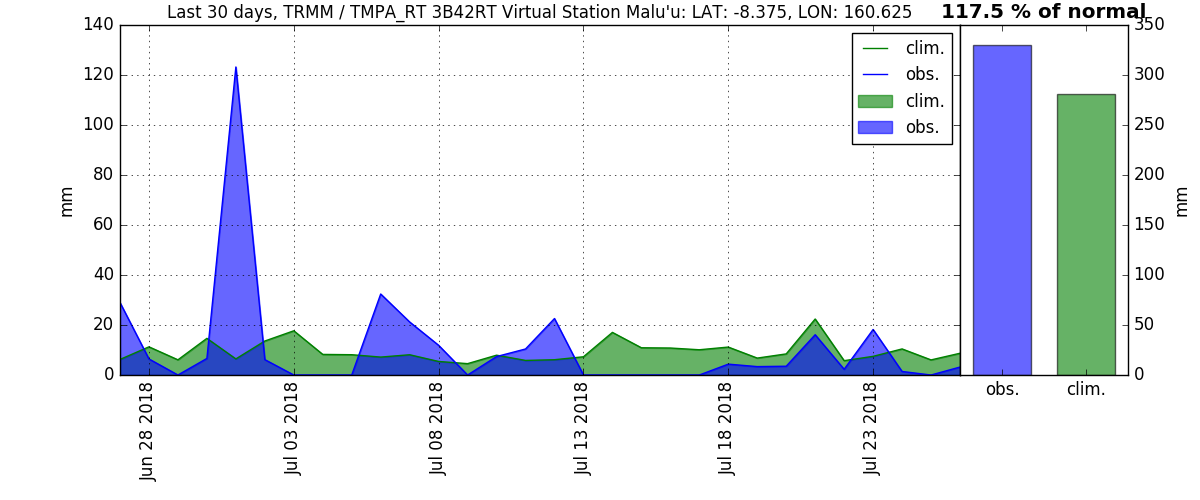 Last 30 days, TRMM / TMPA_RT 3B42RT Virtual Station Malu'u: LAT: -8.375, LON: 160.625
117.5 % of normal
140
120
100
80
60
40
20
0
mm
Jun 28 2018
Jul 03 2018
Jul 08 2018
Jul 13 2018
Jul 18 2018
Jul 23 2018
clim.
obs.
clim.
obs.
350
300
250
200
150
100
50
0
mm
obs.
clim.